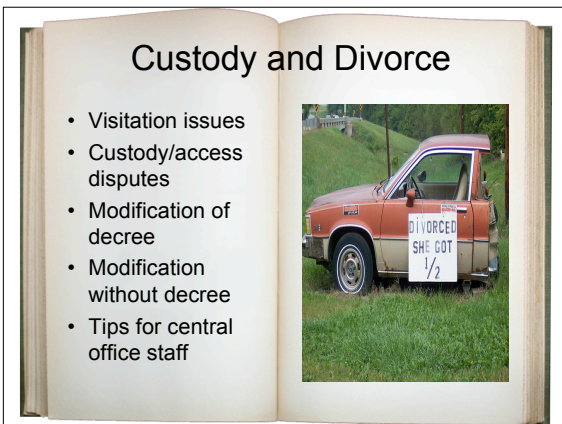 Custody and Divorce
• Visitation issues
• Custody/access
disputes
• Modification of
decree
• Modification
without decree
• Tips for central
office staff
DIVORCED
SHE GOT
1/2